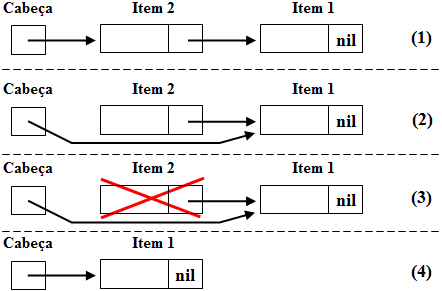 Cabeça Item 2 Item 1
nil (1)
Cabeça Item 2 Item 1
nil (2)
Cabeça Item 2 Item 1
nil (3)
Cabeça Item 1
nil (4)